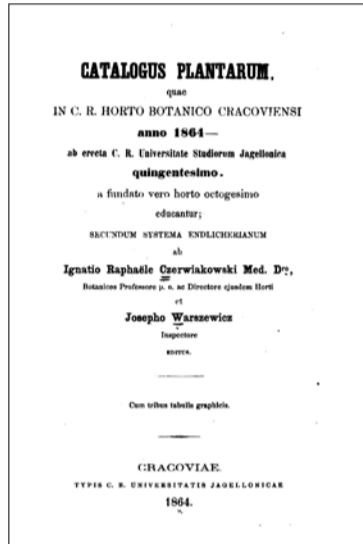 CATALOGUS PLANTARUM,
quae
IN C. R. HORTO BOTANICO CRACOVIENSI
anno 1864—
ab erecta C. R. Universitate Studiorum Jagellonica
quingentesimo.
a fundato vero horto octogesimo
educantur;
SECUNDUM SYSTEMA ENDLICHERIANUM
ab
Ignatio Raphaële Czerwiakowski Med. Dre,
Botanices Professore p. o. ac Directore ejusdem Horti
et
Josepho Warszewicz
Inspectore
EDITUS.
Cum tribus tabulis graphicis.
CRACOVIAE.
TYPIS C. R. UNIVERSITATIS JAGELLONICAE
1864.